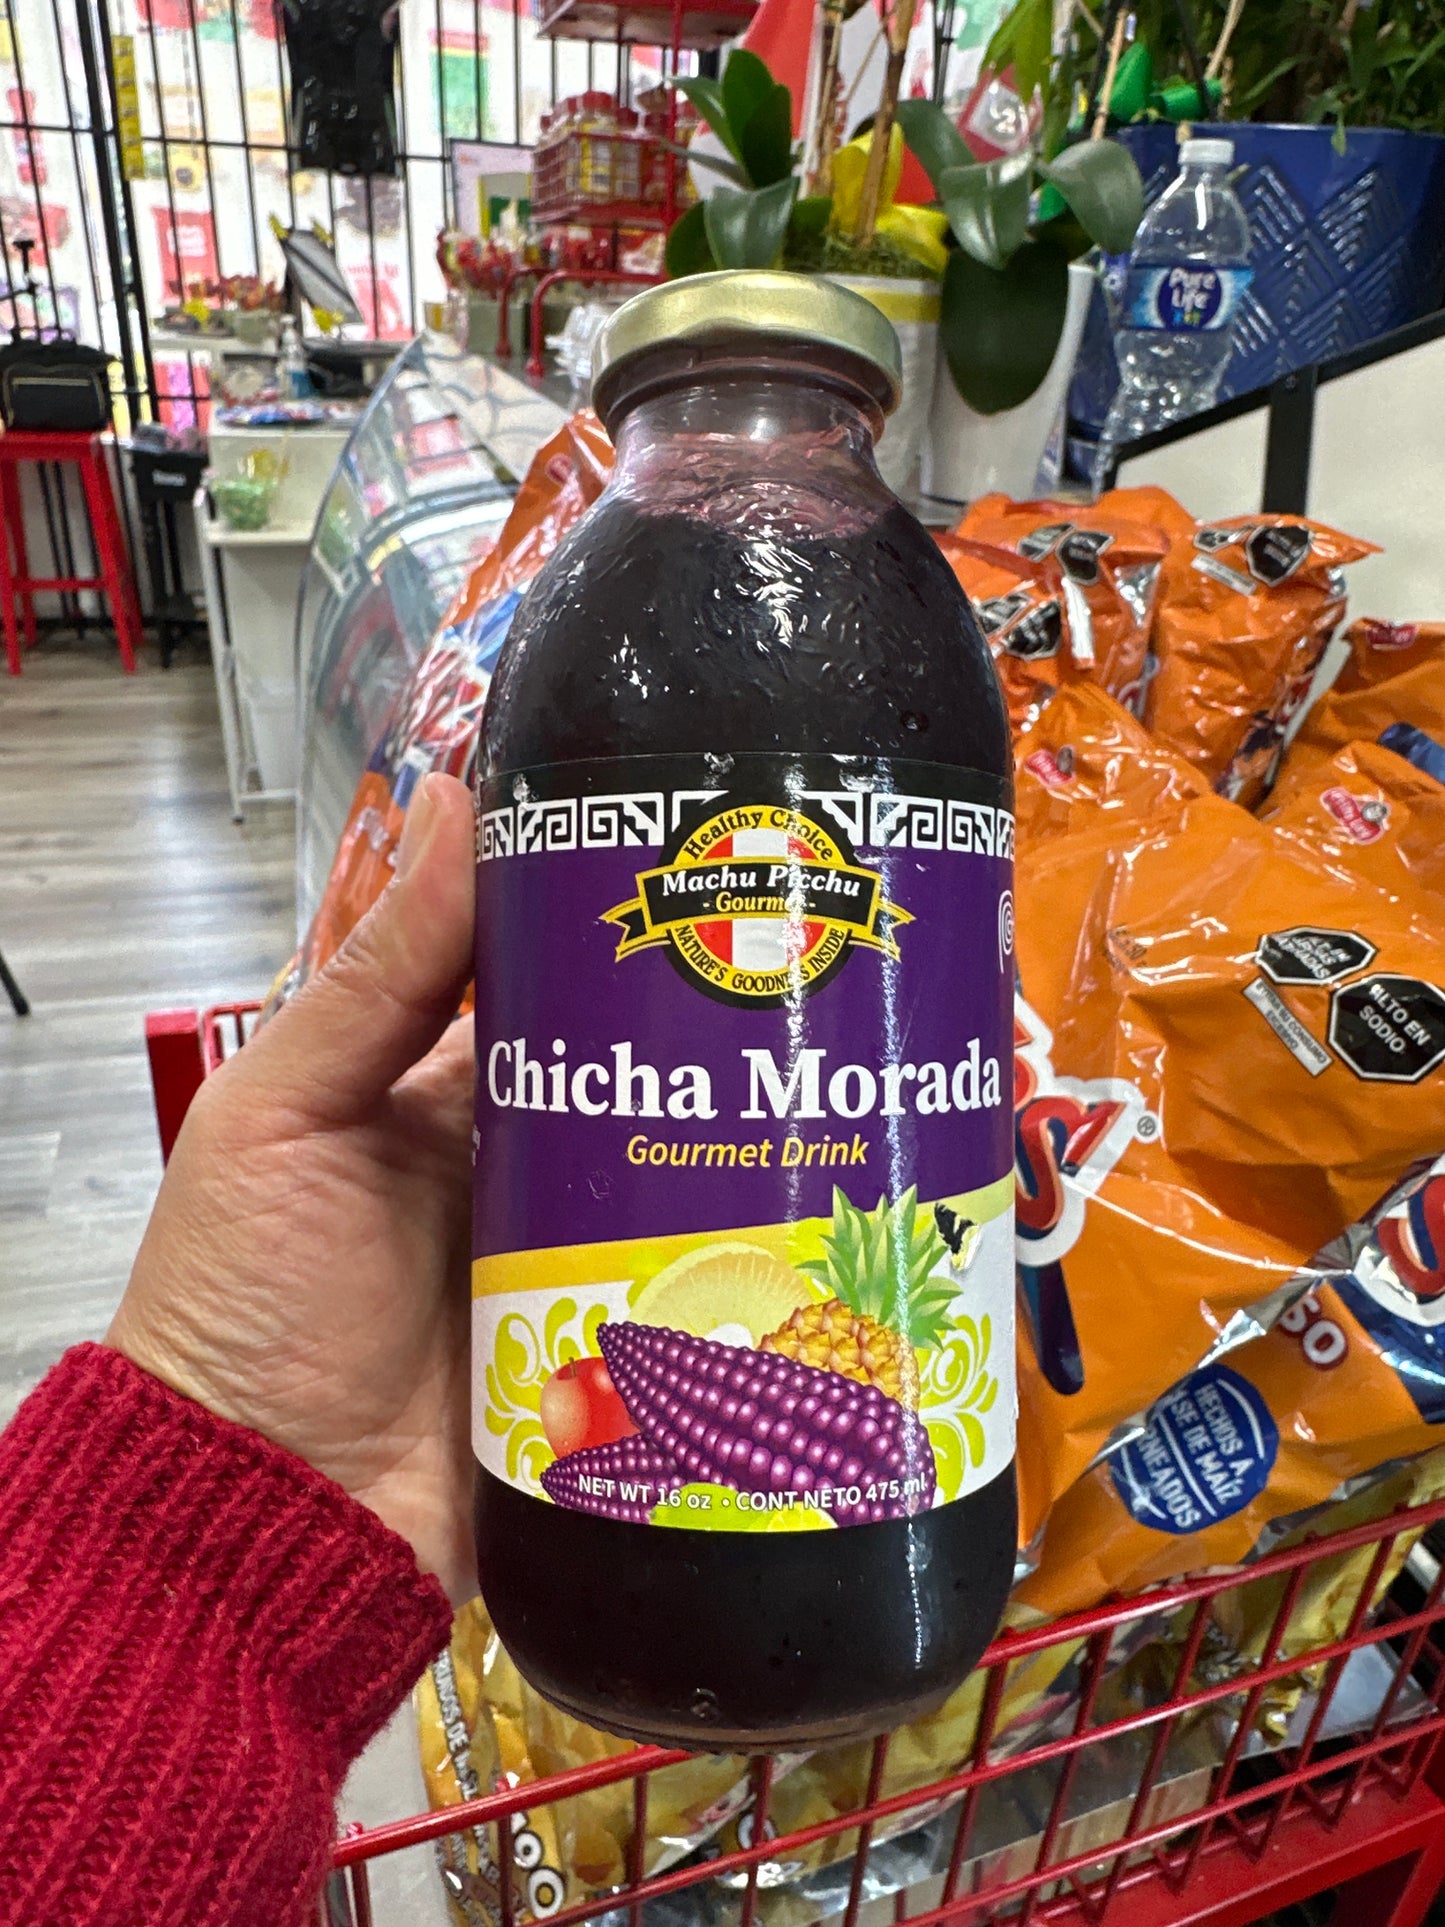 Healthy Choice
Machu Picchu
- Gourmet -
NATURE'S GOODNESS INSIDE
Chicha Morada
Gourmet Drink
NET WT 16 oz • CONT NETO 475 ml
Pure
Life
ALTO EN
SODIO
HECHOS A
DE MAÍZ
HORNEADOS